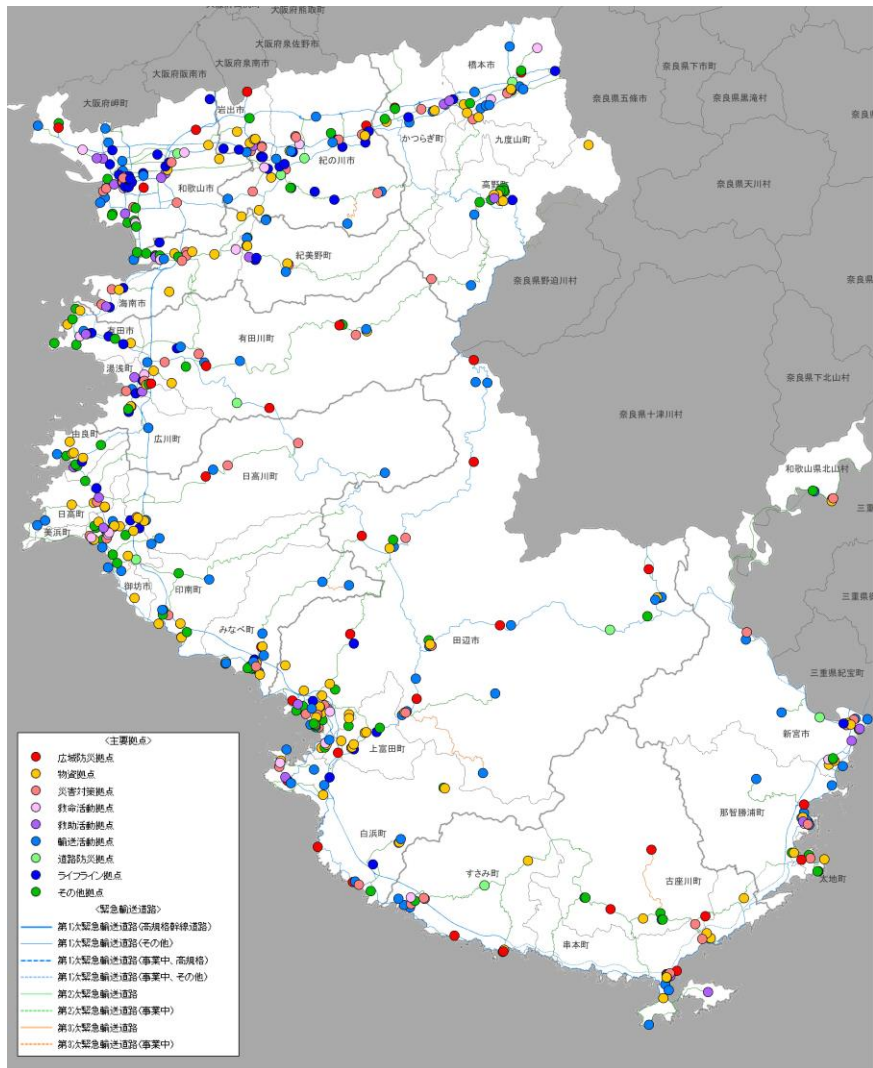 大阪府熊取町
大阪府泉佐野市
大阪府泉南市
大阪府阪南市
大阪府岬町
橋本市
奈良県下市町
岩出市
奈良県五條市
奈良県黒滝村
かつらぎ町
九度山町
紀の川市
和歌山市
高野町
奈良県天川村
紀美野町
奈良県野迫川村
海南市
有田市
有田川町
湯浅町
奈良県下北山村
奈良県十津川村
由良町
広川町
和歌山県北山村
日高川町
日高町
美浜町
御坊市
印南町
みなべ町
田辺市
三重県紀宝町
新宮市
上富田町
那智勝浦町
白浜町
すさみ町
古座川町
太地町
串本町
<主要拠点>
広域防災拠点
物資拠点
災害対策拠点
救命活動拠点
救助活動拠点
輸送活動拠点
道路防災拠点
ライフライン拠点
その他拠点
<緊急輸送道路>
第1次緊急輸送道路(高規格幹線道路)
第1次緊急輸送道路(その他)
第1次緊急輸送道路(事業中、高規格)
第1次緊急輸送道路(事業中、その他)
第2次緊急輸送道路
第2次緊急輸送道路(事業中)
第3次緊急輸送道路
第3次緊急輸送道路(事業中)